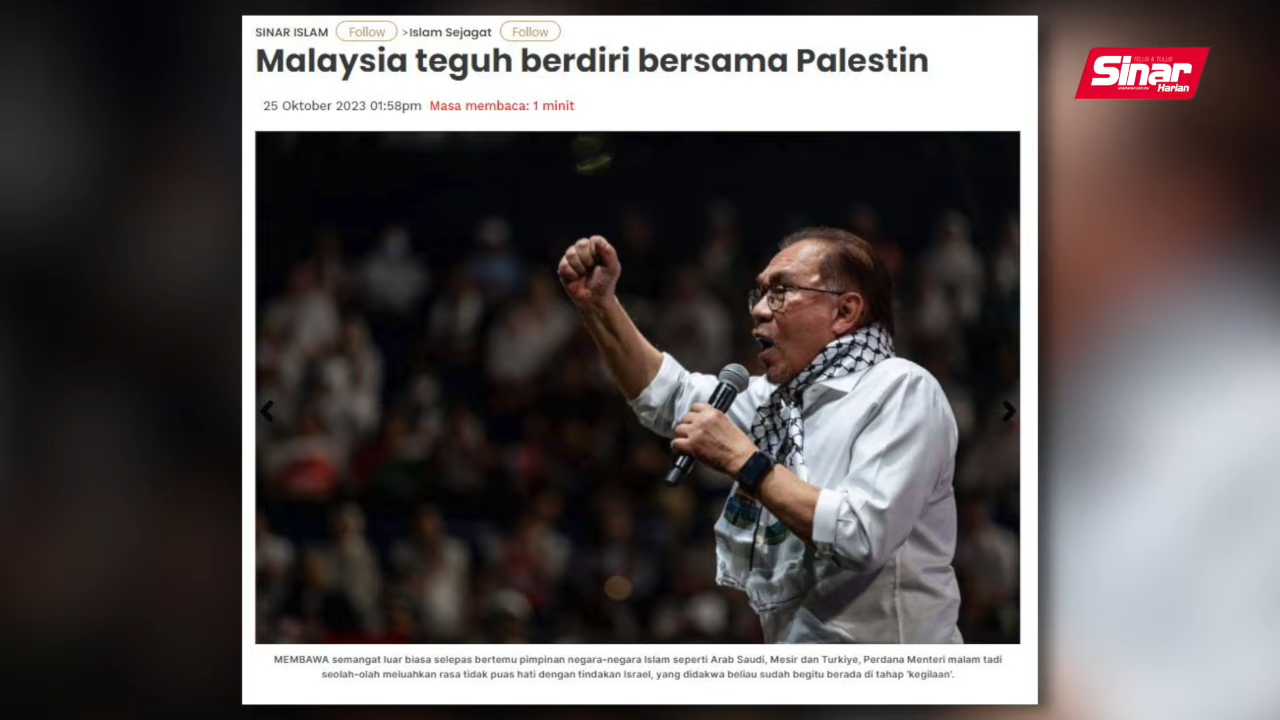 SINAR ISLAM Follow >Islam Sejagat Follow
Malaysia teguh berdiri bersama Palestin
25 Oktober 2023 01:58pm Masa membaca: 1 minit
TELUS & TULUS
Sinar
Harian
MEMBAWA semangat luar biasa selepas bertemu pimpinan negara-negara Islam seperti Arab Saudi, Mesir dan Turkiye, Perdana Menteri malam tadi
seolah-olah meluahkan rasa tidak puas hati dengan tindakan Israel, yang didakwa beliau sudah begitu berada di tahap 'kegilaan'.